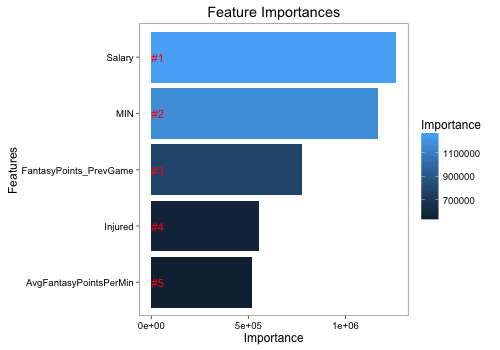 Feature Importances
Features
Salary
#1
MIN
#2
FantasyPoints_PrevGame
#3
Injured
#4
AvgFantasyPointsPerMin
#5
0e+00 5e+05 1e+06
Importance
Importance
1100000
900000
700000